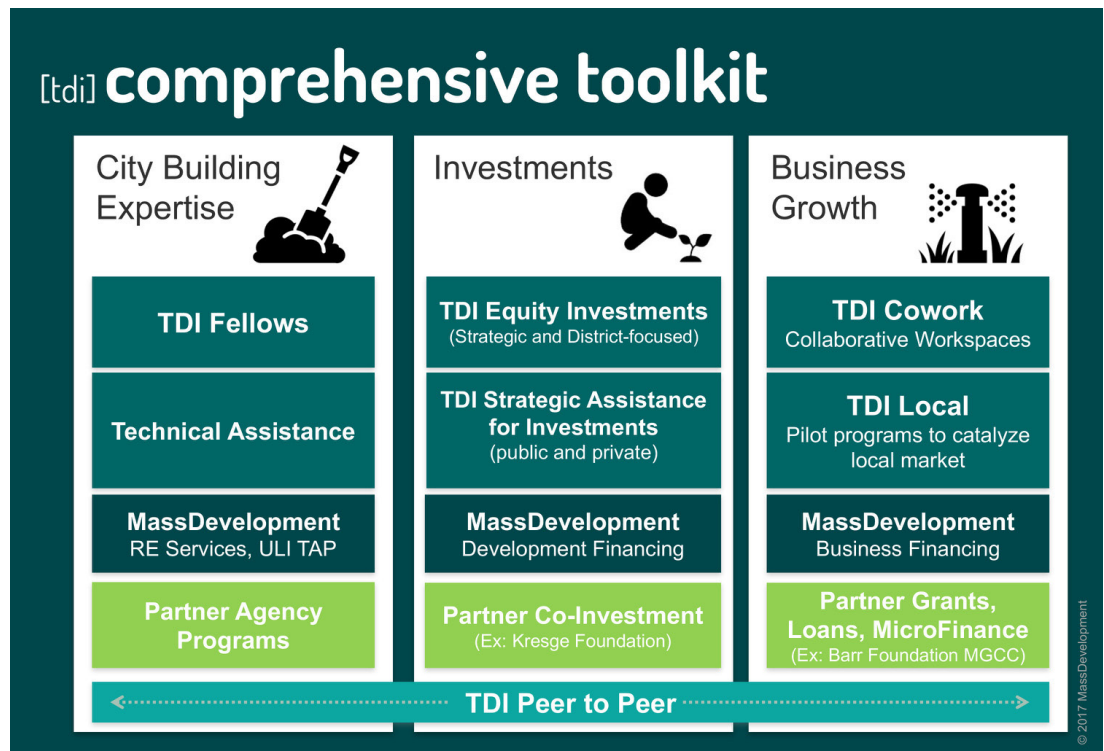 [tdi] comprehensive toolkit
City Building
Expertise
TDI Fellows
Technical Assistance
MassDevelopment
RE Services, ULI TAP
Partner Agency
Programs
Investments
TDI Equity Investments
(Strategic and District-focused)
TDI Strategic Assistance
for Investments
(public and private)
MassDevelopment
Development Financing
Partner Co-Investment
(Ex: Kresge Foundation)
Business
Growth
TDI Cowork
Collaborative Workspaces
TDI Local
Pilot programs to catalyze
local market
MassDevelopment
Business Financing
Partner Grants,
Loans, MicroFinance
(Ex: Barr Foundation MGCC)
TDI Peer to Peer
© 2017 MassDevelopment